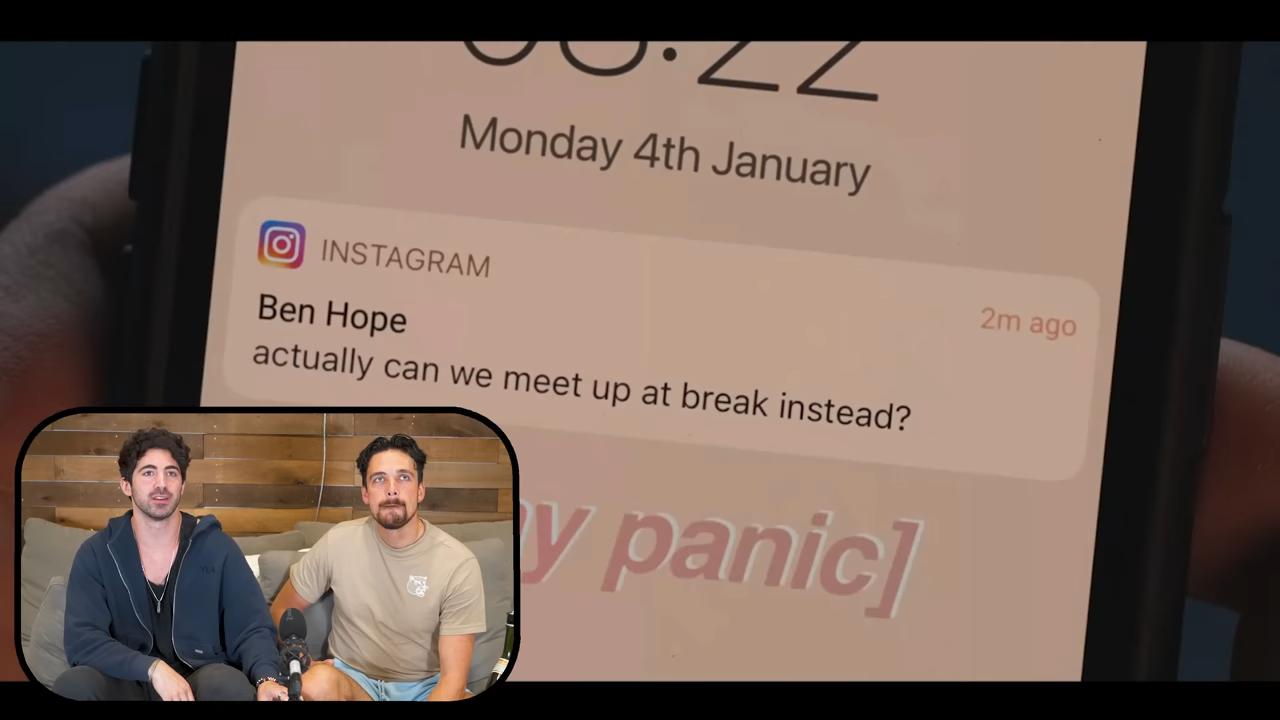 Monday 4th January
INSTAGRAM
2m ago
Ben Hope
actually can we meet up at break instead?
panic]